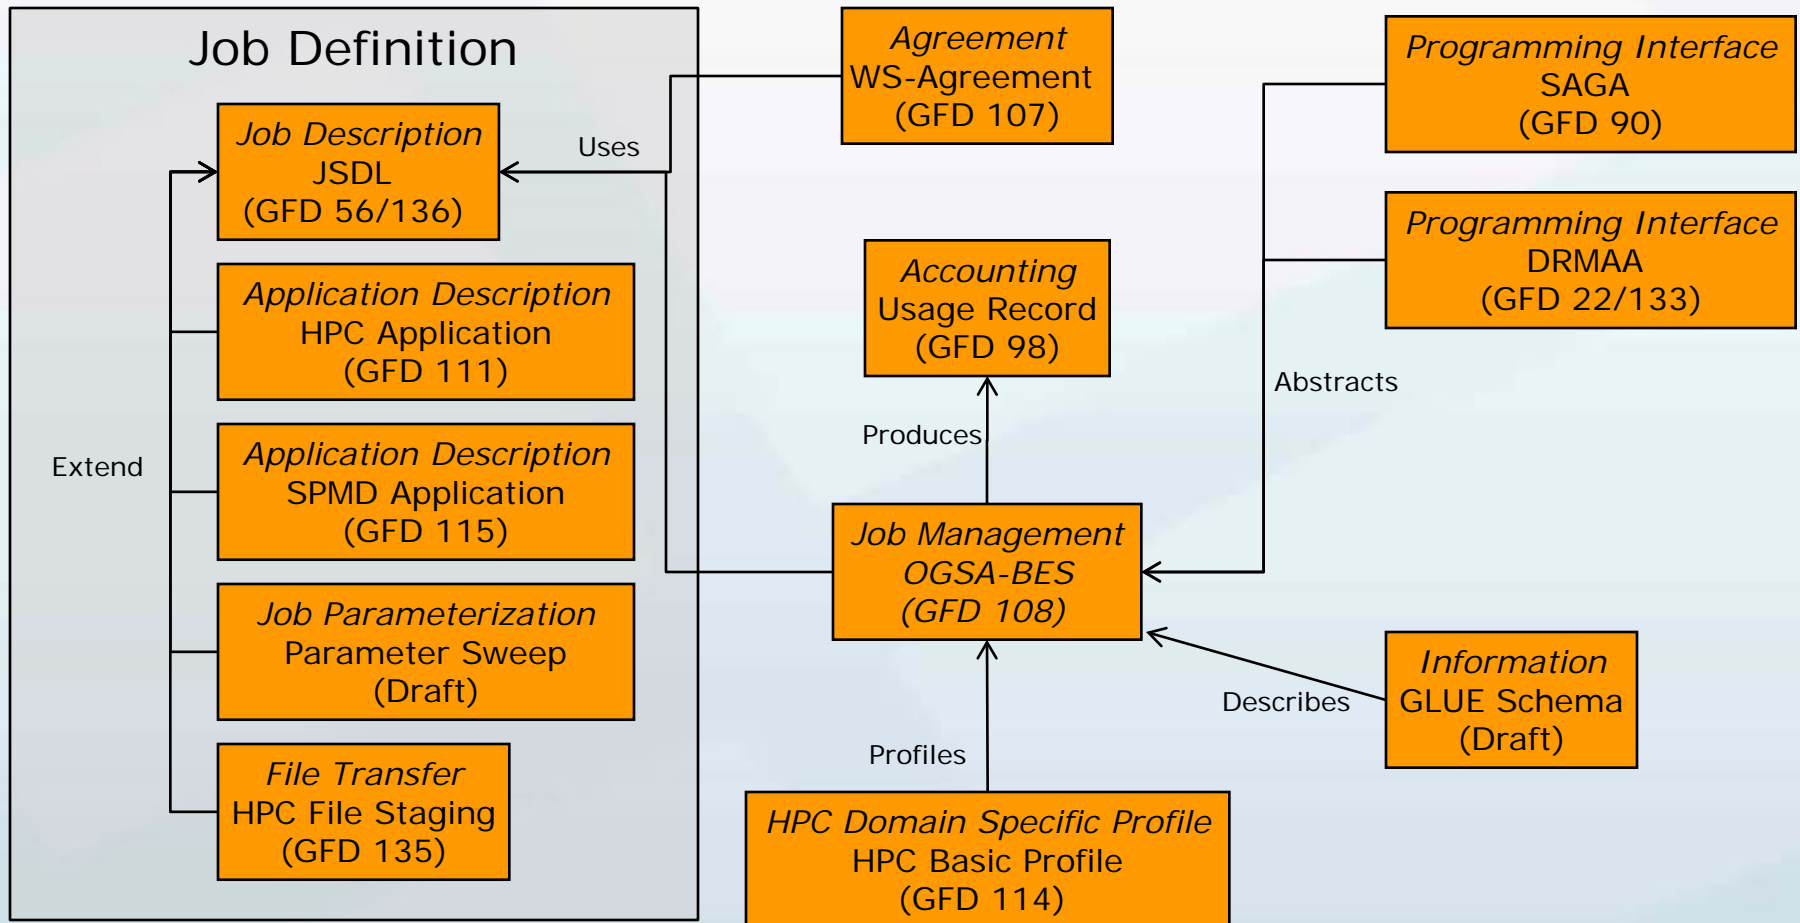 Job Definition
Job Description
JSDL
(GFD 56/136)
Application Description
HPC Application
(GFD 111)
Application Description
SPMD Application
(GFD 115)
Job Parameterization
Parameter Sweep
(Draft)
File Transfer
HPC File Staging
(GFD 135)
Extend
Uses
Agreement
WS-Agreement
(GFD 107)
Accounting
Usage Record
(GFD 98)
Produces
Job Management
OGSA-BES
(GFD 108)
Profiles
HPC Domain Specific Profile
HPC Basic Profile
(GFD 114)
Programming Interface
SAGA
(GFD 90)
Programming Interface
DRMAA
(GFD 22/133)
Abstracts
Describes
Information
GLUE Schema
(Draft)